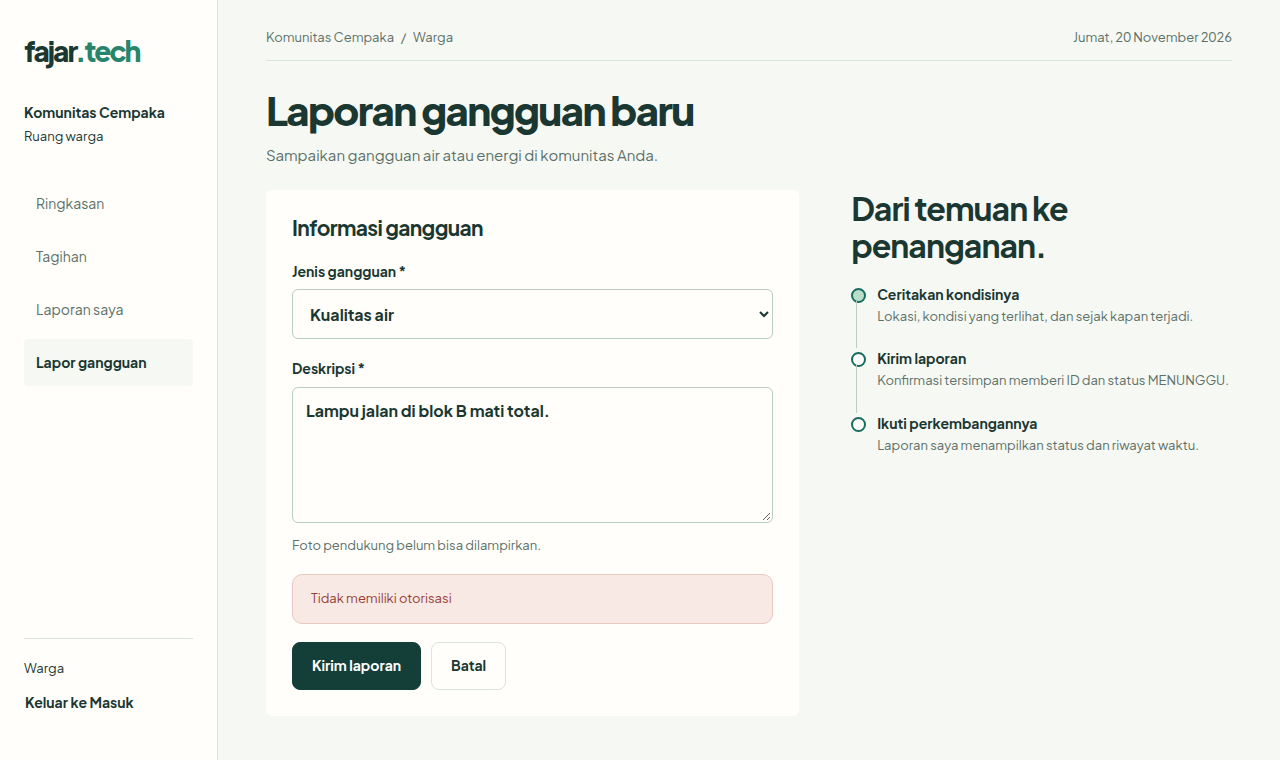 fajar.tech
Komunitas Cempaka
Ruang warga
Ringkasan
Tagihan
Laporan saya
Lapor gangguan
Warga
Keluar ke Masuk
Komunitas Cempaka / Warga
Jumat, 20 November 2026
Laporan gangguan baru
Sampaikan gangguan air atau energi di komunitas Anda.
Informasi gangguan
Jenis gangguan *
Kualitas air
Deskripsi *
Lampu jalan di blok B mati total.
Foto pendukung belum bisa dilampirkan.
Tidak memiliki otorisasi
Kirim laporan
Batal
Dari temuan ke
penanganan.
Ceritakan kondisinya
Lokasi, kondisi yang terlihat, dan sejak kapan terjadi.
Kirim laporan
Konfirmasi tersimpan memberi ID dan status MENUNGGU.
Ikuti perkembangannya
Laporan saya menampilkan status dan riwayat waktu.